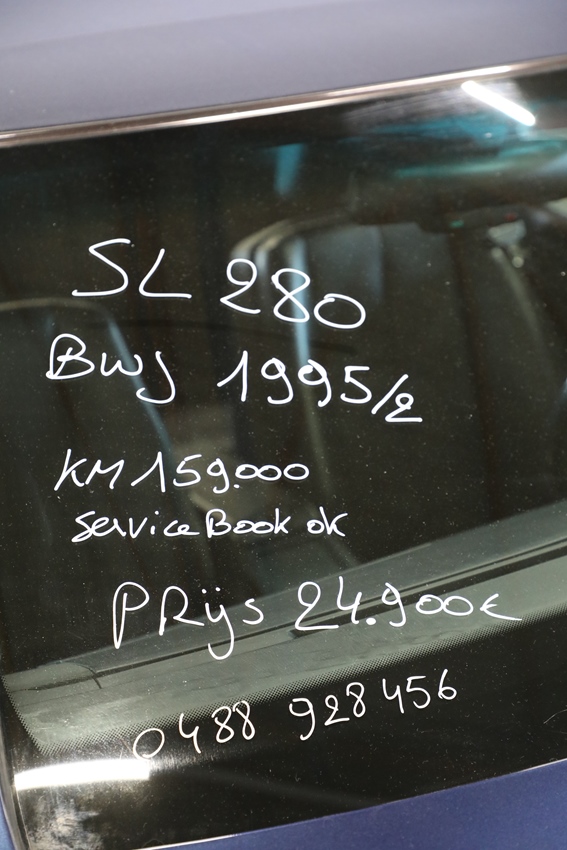 SL 280
BWJ 1995/2
KM 159.000
Service Book ok
PRijs 24.900€
0488 928 456